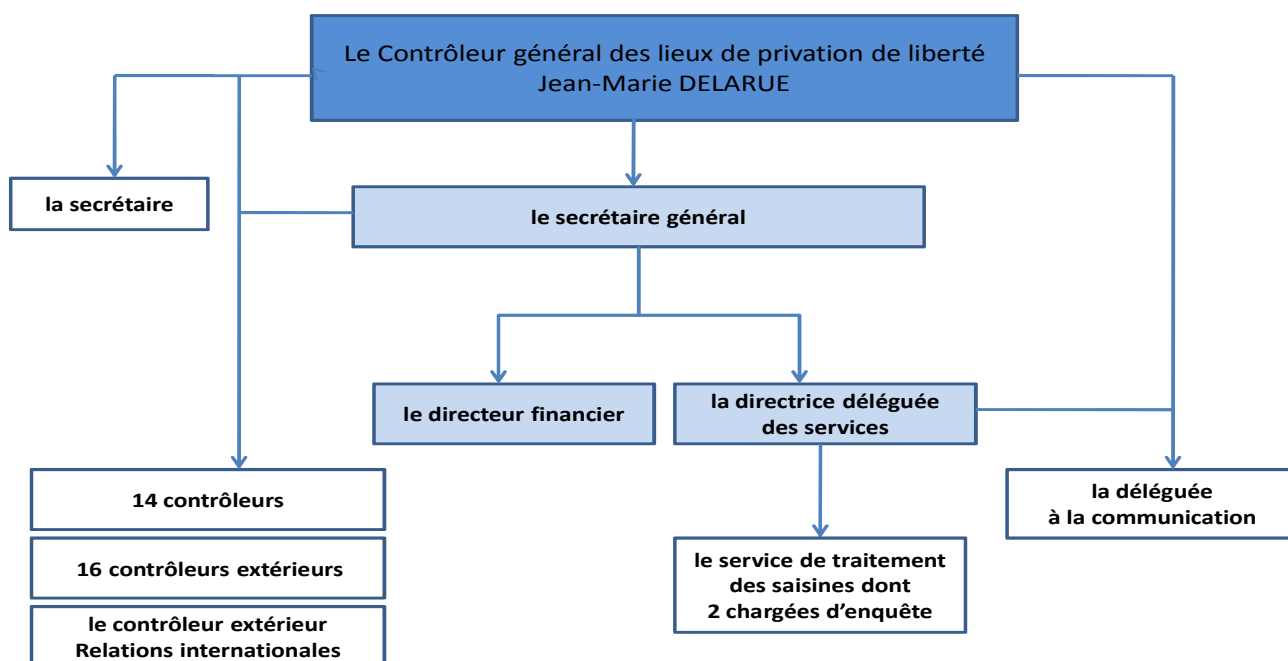 Le Contrôleur général des lieux de privation de liberté
Jean-Marie DELARUE
la secrétaire
le secrétaire général
le directeur financier
la directrice déléguée
des services
14 contrôleurs
16 contrôleurs extérieurs
le contrôleur extérieur
Relations internationales
le service de traitement
des saisines dont
2 chargées d’enquête
la déléguée
à la communication